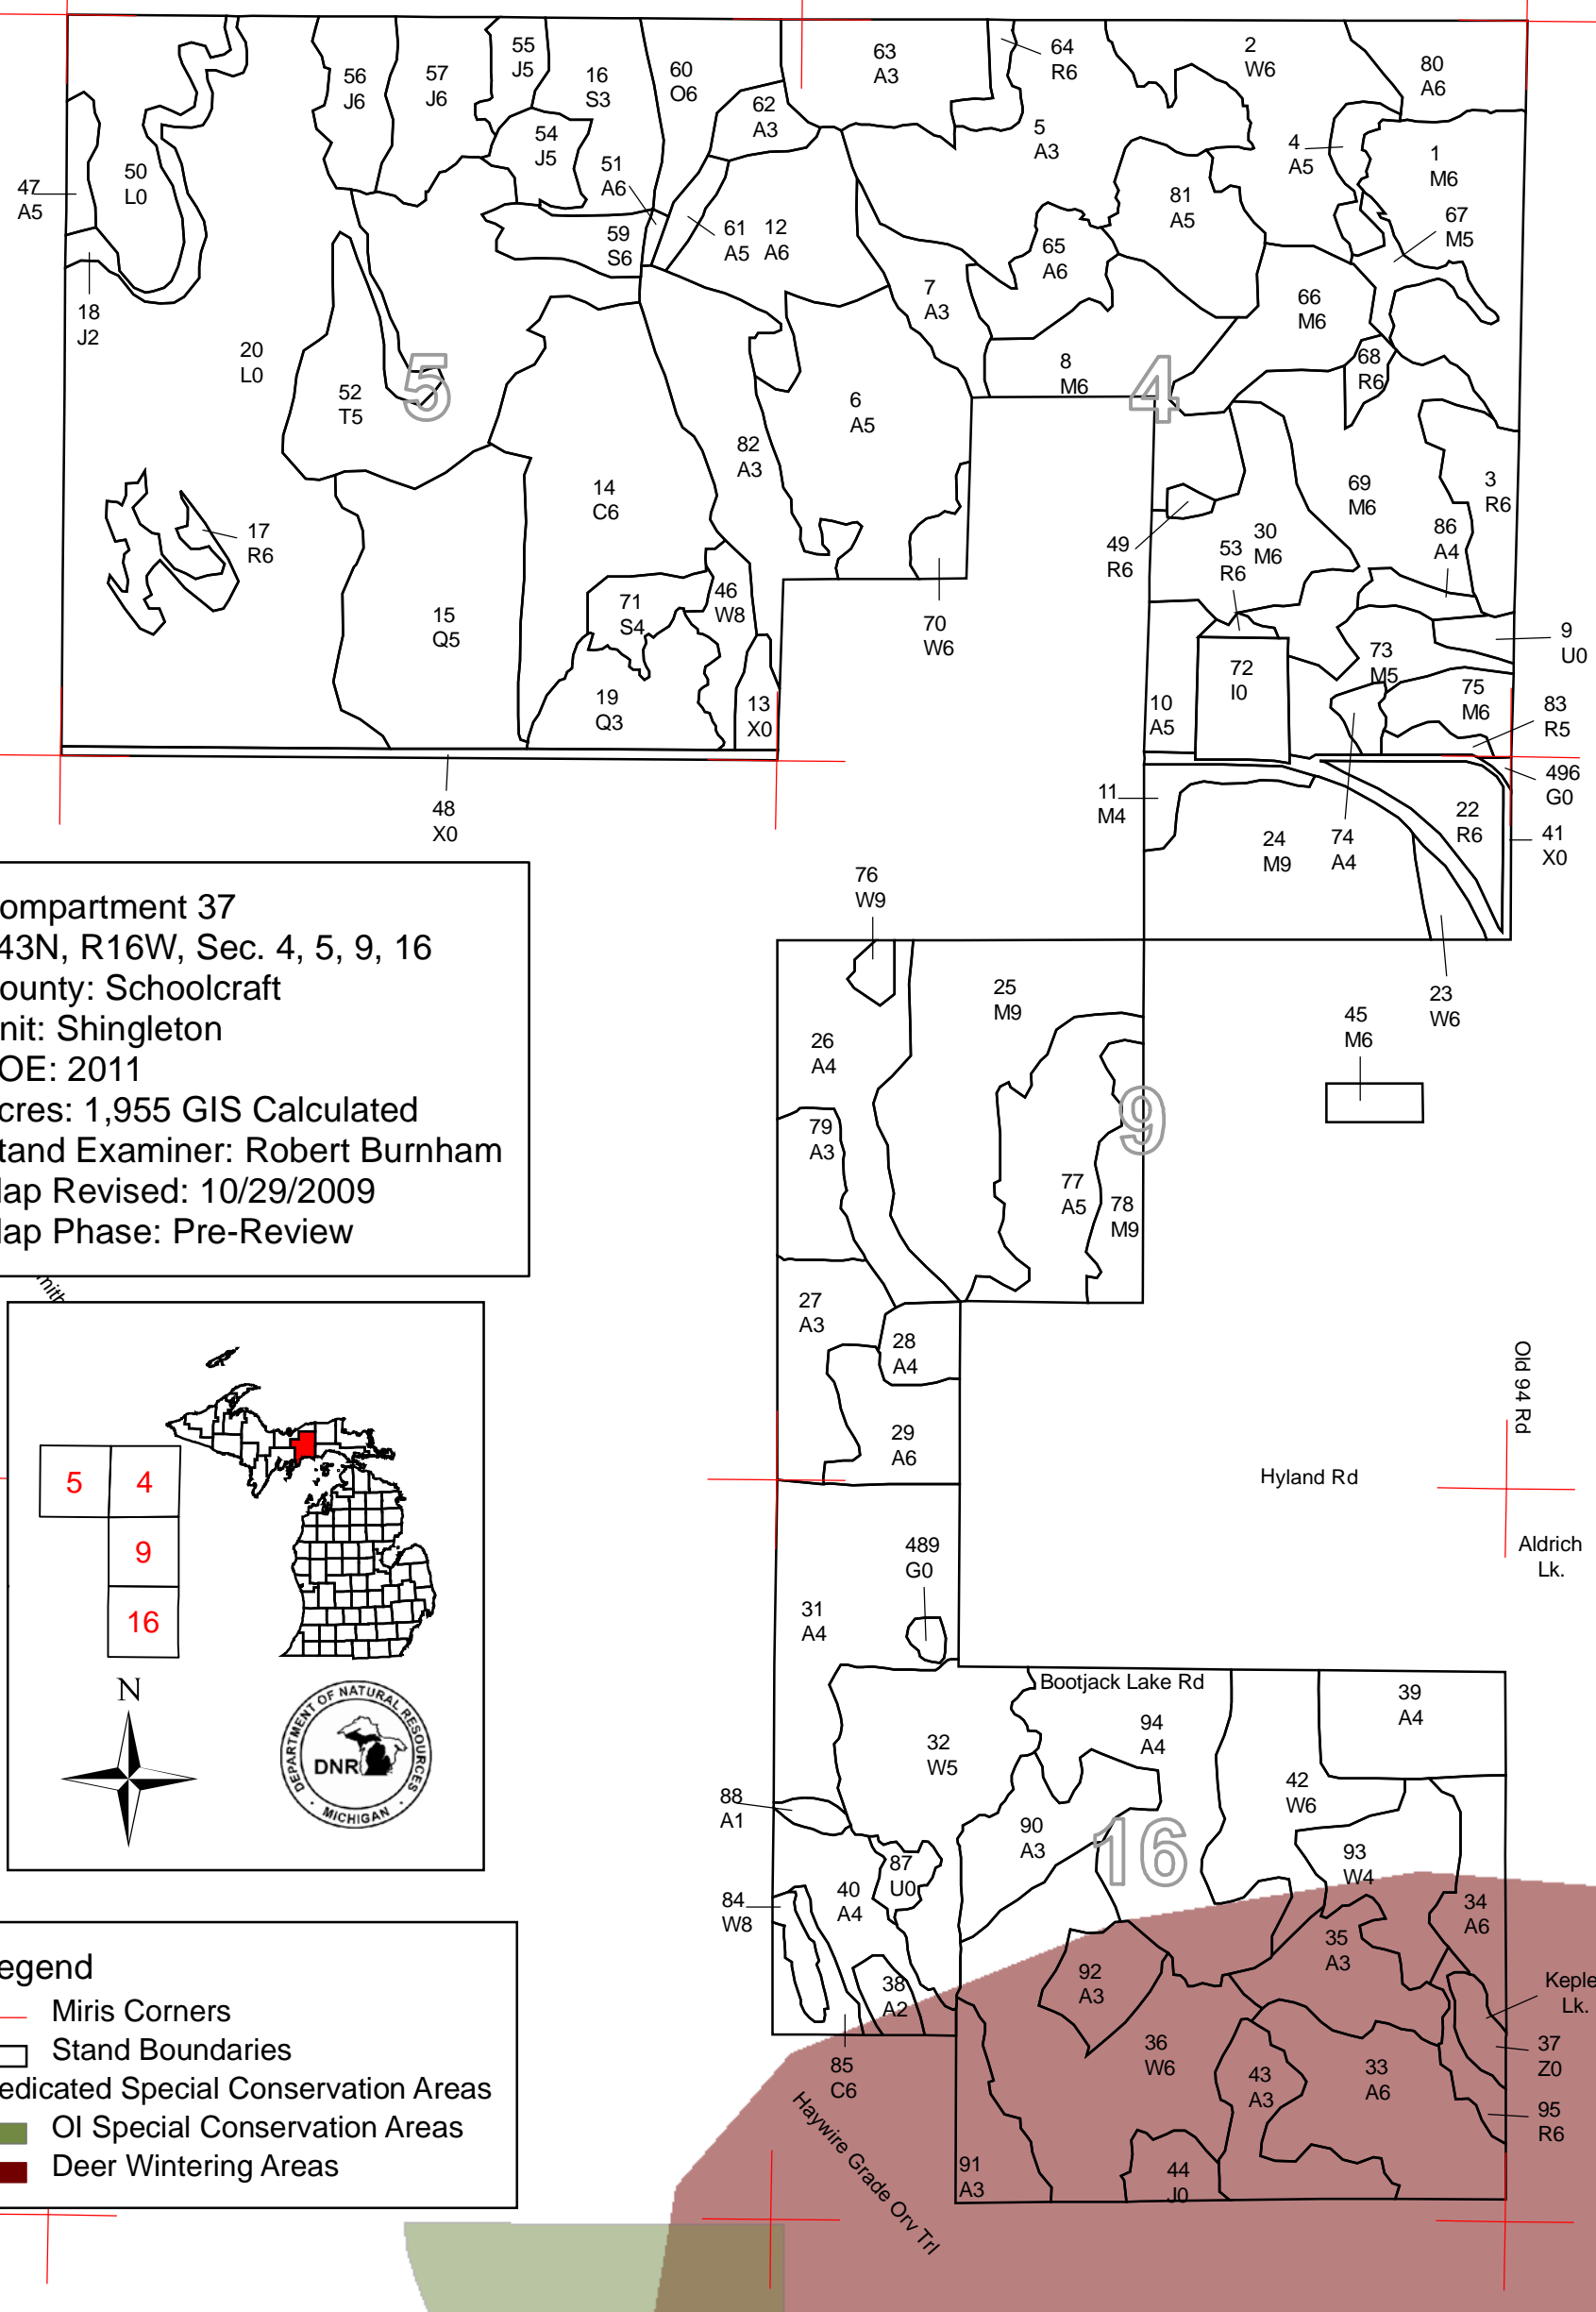 55
J5
56
J6
57
J6
16
S3
60
O6
63
A3
64
R6
2
W6
80
A6
62
A3
54
J5
5
A3
4
A5
1
M6
47
A5
50
L0
51
A6
81
A5
67
M5
59
S6
61
A5
12
A6
65
A6
18
J2
7
A3
66
M6
20
L0
52
T5
5
8
M6
4
68
R6
6
A5
82
A3
14
C6
69
M6
3
R6
17
R6
49
R6
53
R6
30
M6
86
A4
71
S4
46
W8
15
Q5
70
W6
9
U0
73
M5
72
I0
19
Q3
13
X0
10
A5
75
M6
83
R5
496
G0
48
X0
11
M4
24
M9
74
A4
22
R6
41
X0
76
W9
23
W6
45
M6
ompartment 37
43N, R16W, Sec. 4, 5, 9, 16
ounty: Schoolcraft
nit: Shingleton
OE: 2011
cres: 1,955 GIS Calculated
tand Examiner: Robert Burnham
ap Revised: 10/29/2009
ap Phase: Pre-Review
mith
25
M9
26
A4
79
A3
9
77
A5
78
M9
27
A3
28
A4
29
A6
Old 94 Rd
Hyland Rd
Aldrich
Lk.
5
4
9
16
N
DEPARTMENT OF NATURAL RESOURCES
DNR
MICHIGAN
489
G0
31
A4
Bootjack Lake Rd
39
A4
94
A4
32
W5
42
W6
88
A1
90
A3
16
93
W4
87
U0
40
A4
84
W8
34
A6
35
A3
92
A3
38
A2
Keple
Lk.
36
W6
37
Z0
85
C6
43
A3
33
A6
95
R6
Haywire Grade Orv Trl
91
A3
44
J0
egend
Miris Corners
Stand Boundaries
edicated Special Conservation Areas
OI Special Conservation Areas
Deer Wintering Areas